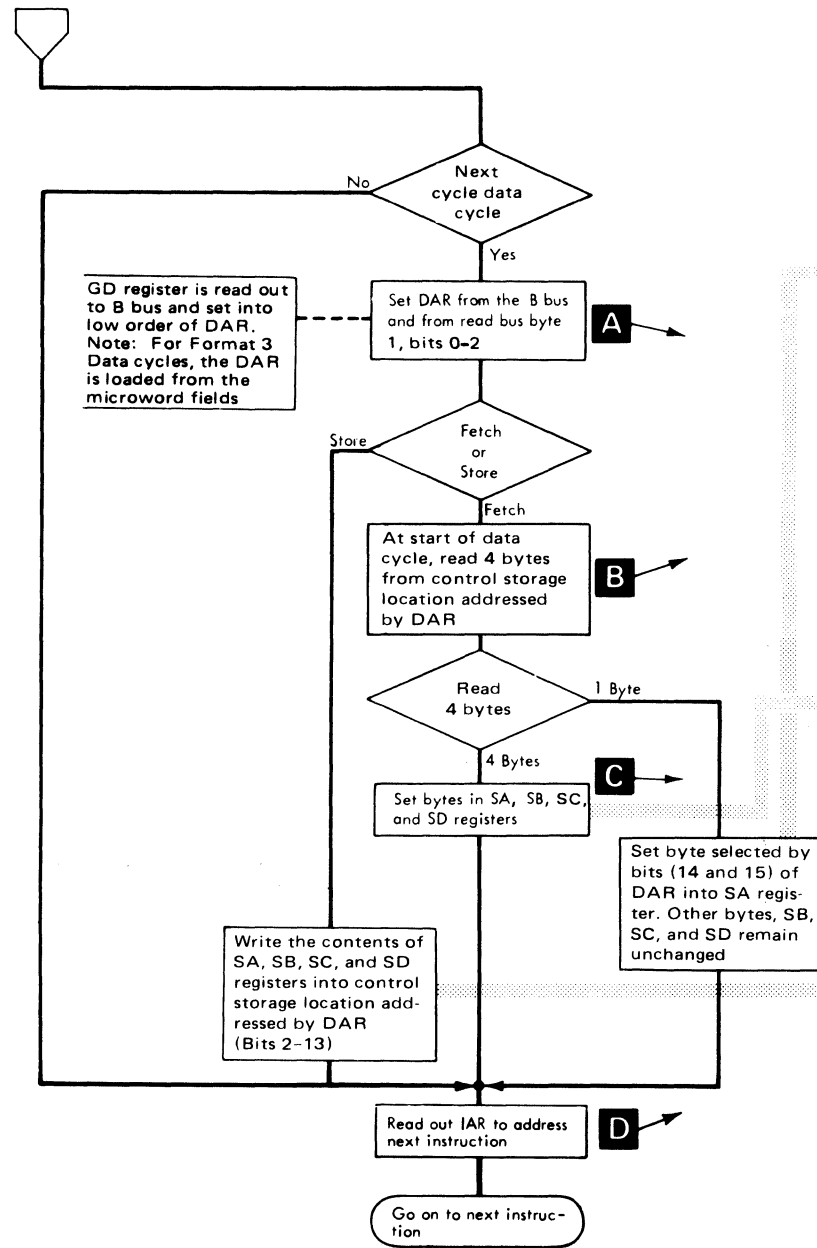 Next
cycle data
cycle
No
Yes
GD register is read out
to B bus and set into
low order of DAR.
Note: For Format 3
Data cycles, the DAR
is loaded from the
microword fields
Set DAR from the B bus
and from read bus byte
1, bits 0-2
A
Fetch
or
Store
Store
Fetch
At start of data
cycle, read 4 bytes
from control storage
location addressed
by DAR
B
Read
4 bytes
1 Byte
4 Bytes
C
Set bytes in SA, SB, SC,
and SD registers
Set byte selected by
bits (14 and 15) of
DAR into SA regis-
ter. Other bytes, SB,
SC, and SD remain
unchanged
Write the contents of
SA, SB, SC, and SD
registers into control
storage location ad-
dressed by DAR
(Bits 2-13)
Read out IAR to address
next instruction
D
Go on to next instruc-
tion